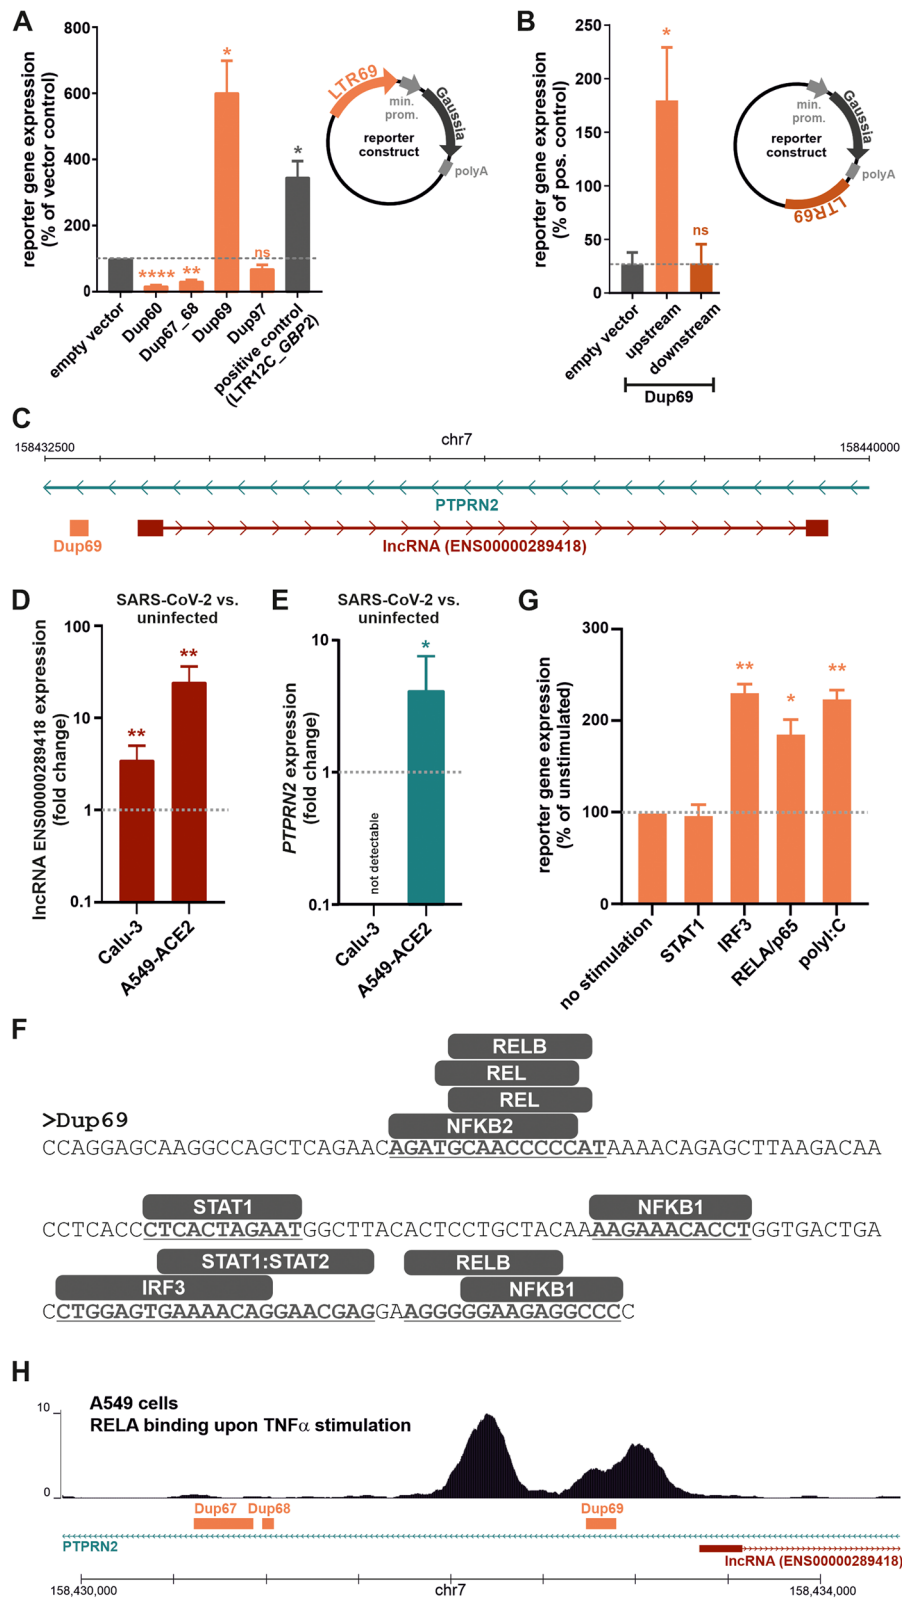 A
reporter gene expression
(% of vector control)
800
600
400
200
0
*
****
**
*
ns
*
empty vector
Dup60
Dup67_68
Dup69
Dup97
positive control
(LTR12C_GBP2)
LTR69
min.
prom.
Gaussia
reporter
construct
polyA
B
reporter gene expression
(% of pos. control)
250
200
150
100
50
0
*
ns
empty vector
upstream
downstream
Dup69
min.
prom.
Gaussia
reporter
construct
polyA
LTR69
C
158432500
chr7
158440000
PTPRN2
Dup69
lncRNA (ENS00000289418)
D
SARS-CoV-2 vs.
uninfected
lncRNA ENS00000289418 expression
(fold change)
100
10
1
0.1
**
**
Calu-3
A549-ACE2
E
SARS-CoV-2 vs.
uninfected
PTPRN2 expression
(fold change)
10
1
0.1
*
not detectable
Calu-3
A549-ACE2
G
reporter gene expression
(% of unstimulated)
300
200
100
0
**
*
**
no stimulation
STAT1
IRF3
RELA/p65
polyI:C
F
RELB
REL
REL
NFKB2
>Dup69
CCAGGAGCAAGGCCAGCTCAGAACAGATGCAACCCCCATAAAACAGAGCTTAAGACAA
STAT1
NFKB1
CCTCACCCTCACTAGAATGGCTTACACTCCTGCTACAAAAGAAACACCTGGTGACTGA
STAT1:STAT2
RELB
IRF3
NFKB1
CCTGGAGTGAAAACAGGAACGAGGAAGGGGGAAGAGGCCCC
H
A549 cells
RELA binding upon TNFα stimulation
10
0
Dup67
Dup68
Dup69
PTPRN2
lncRNA (ENS00000289418)
158,430,000
chr7
158,434,000